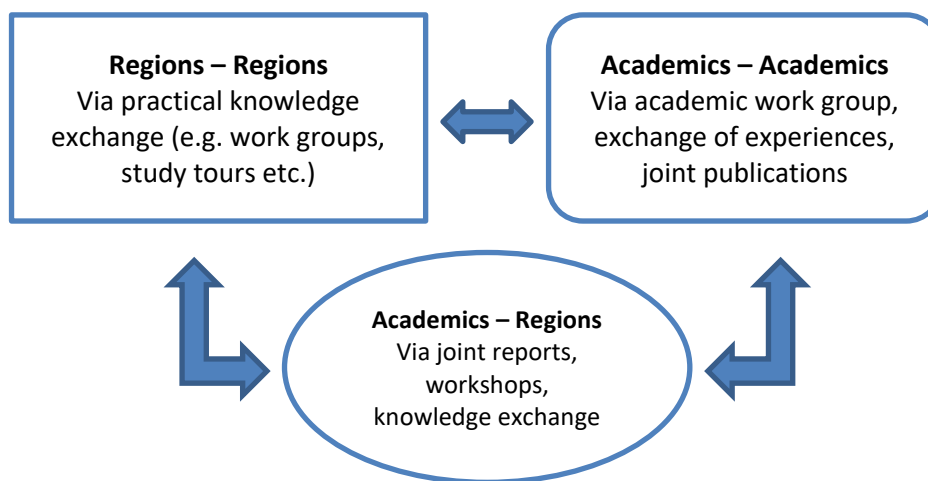 Regions – Regions
Via practical knowledge
exchange (e.g. work groups,
study tours etc.)
Academics – Academics
Via academic work group,
exchange of experiences,
joint publications
Academics – Regions
Via joint reports,
workshops,
knowledge exchange